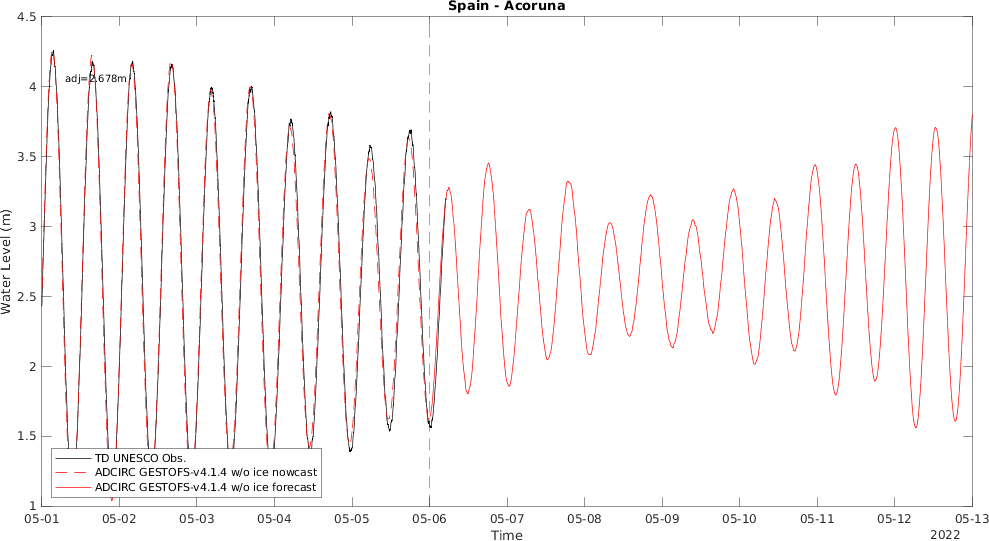 Spain - Acoruna
4.5
4
3.5
3
2.5
2
1.5
1
Water Level (m)
adj=2.678m
TD UNESCO Obs.
ADCIRC GESTOFS-v4.1.4 w/o ice nowcast
ADCIRC GESTOFS-v4.1.4 w/o ice forecast
05-01 05-02 05-03 05-04 05-05 05-06 05-07 05-08 05-09 05-10 05-11 05-12 05-13
Time
2022